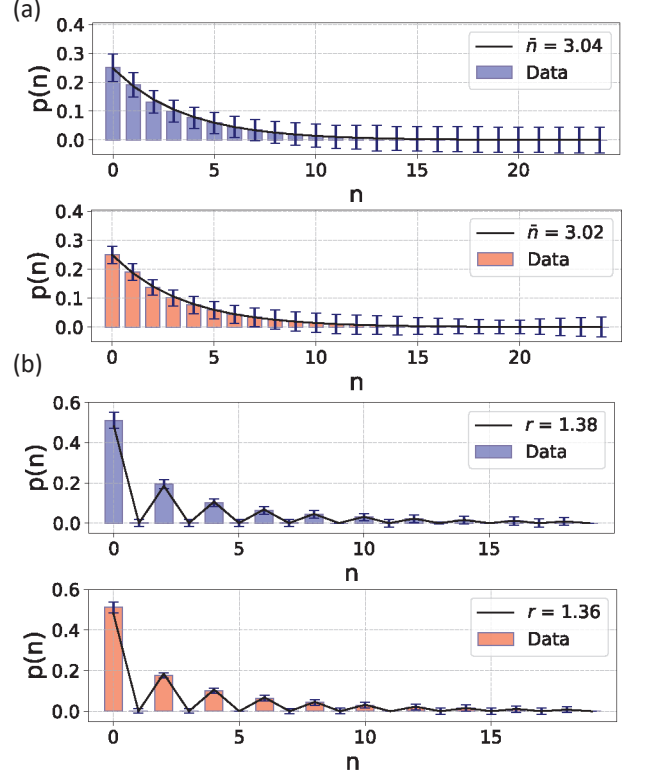 (a)
0.4
0.3
0.2
0.1
0.0
p(n)
n̄ = 3.04
Data
0 5 10 15 20
n
0.4
0.3
0.2
0.1
0.0
p(n)
n̄ = 3.02
Data
0 5 10 15 20
n
(b)
0.6
0.4
0.2
0.0
p(n)
r = 1.38
Data
0 5 10 15
n
0.6
0.4
0.2
0.0
p(n)
r = 1.36
Data
0 5 10 15
n